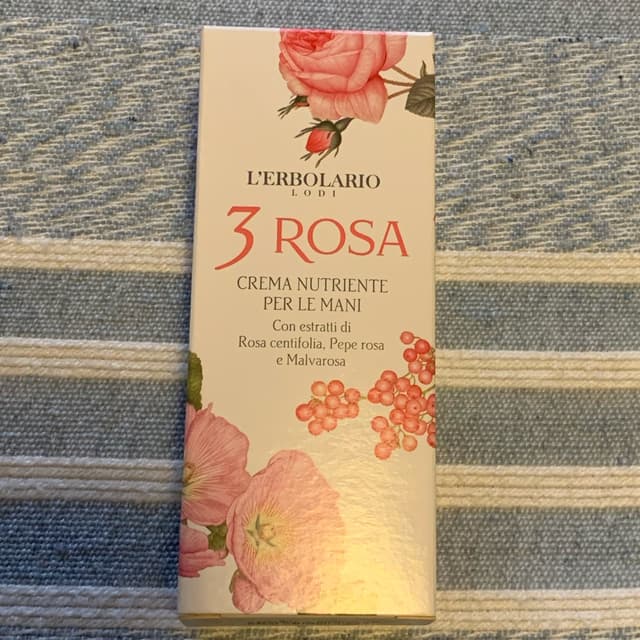 L'ERBOLARIO
LODI
3 ROSA
CREMA NUTRIENTE
PER LE MANI
Con estratti di
Rosa centifolia, Pepe rosa
e Malvarosa